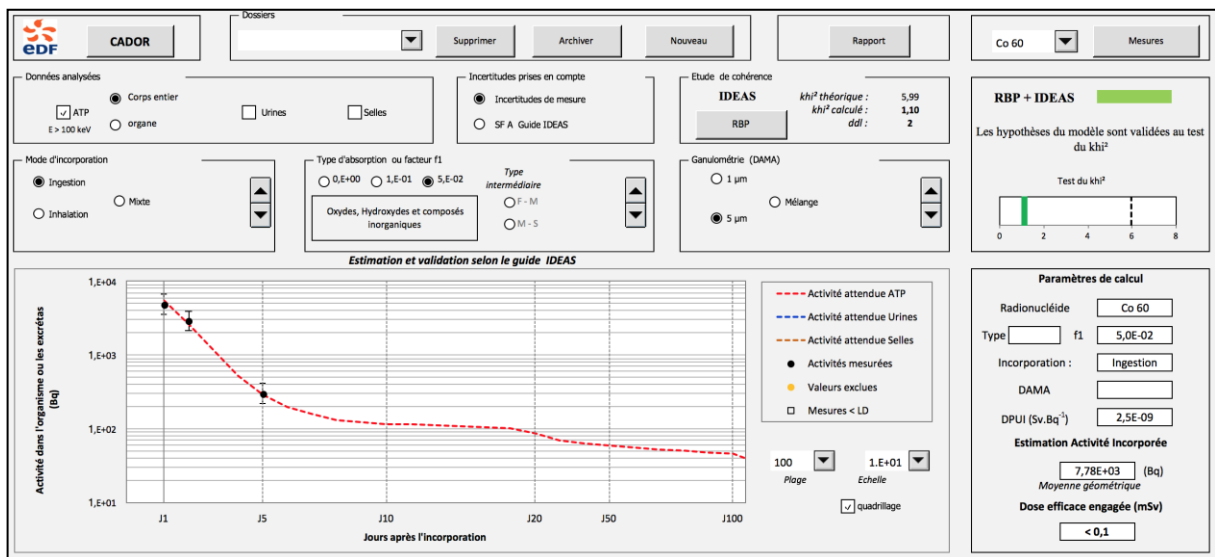 eDF
CADOR
Dossiers
Supprimer
Archiver
Nouveau
Rapport
Co 60
Mesures
Données analysées
ATP
E > 100 keV
Corps entier
organe
Urines
Selles
Incertitudes prises en compte
Incertitudes de mesure
SF A Guide IDEAS
Etude de cohérence
IDEAS
RBP
khi² théorique : 5,99
khi² calculé : 1,10
ddl : 2
RBP + IDEAS
Les hypothèses du modèle sont validées au test
du khi²
Test du khi²
0 2 4 6 8
Mode d'incorporation
Ingestion
Inhalation
Mixte
Type d'absorption ou facteur f1
0,E+00 1,E-01 5,E-02
Oxydes, Hydroxydes et composés
inorganiques
Type
intermédiaire
F - M
M - S
Ganulométrie (DAMA)
1 µm
5 µm
Mélange
Estimation et validation selon le guide IDEAS
Activité dans l'organisme ou les excrétas
(Bq)
1,E+04
1,E+03
1,E+02
1,E+01
J1 J5 J10 J20 J50 J100
Jours après l'incorporation
Activité attendue ATP
Activité attendue Urines
Activité attendue Selles
Activités mesurées
Valeurs exclues
Mesures < LD
100
Plage
1.E+01
Echelle
quadrillage
Paramètres de calcul
Radionucléide Co 60
Type f1 5,0E-02
Incorporation : Ingestion
DAMA
DPUI (Sv.Bq⁻¹) 2,5E-09
Estimation Activité Incorporée
7,78E+03 (Bq)
Moyenne géométrique
Dose efficace engagée (mSv)
< 0,1